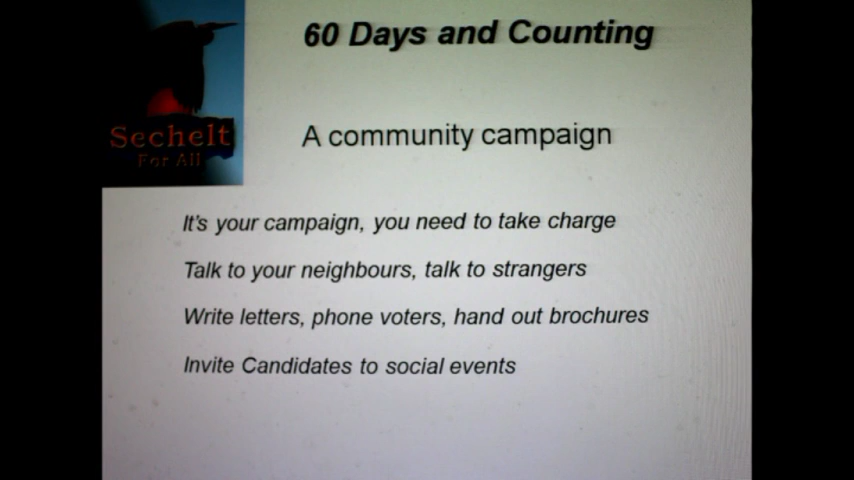 60 Days and Counting
Sechelt
For All
A community campaign
It's your campaign, you need to take charge
Talk to your neighbours, talk to strangers
Write letters, phone voters, hand out brochures
Invite Candidates to social events